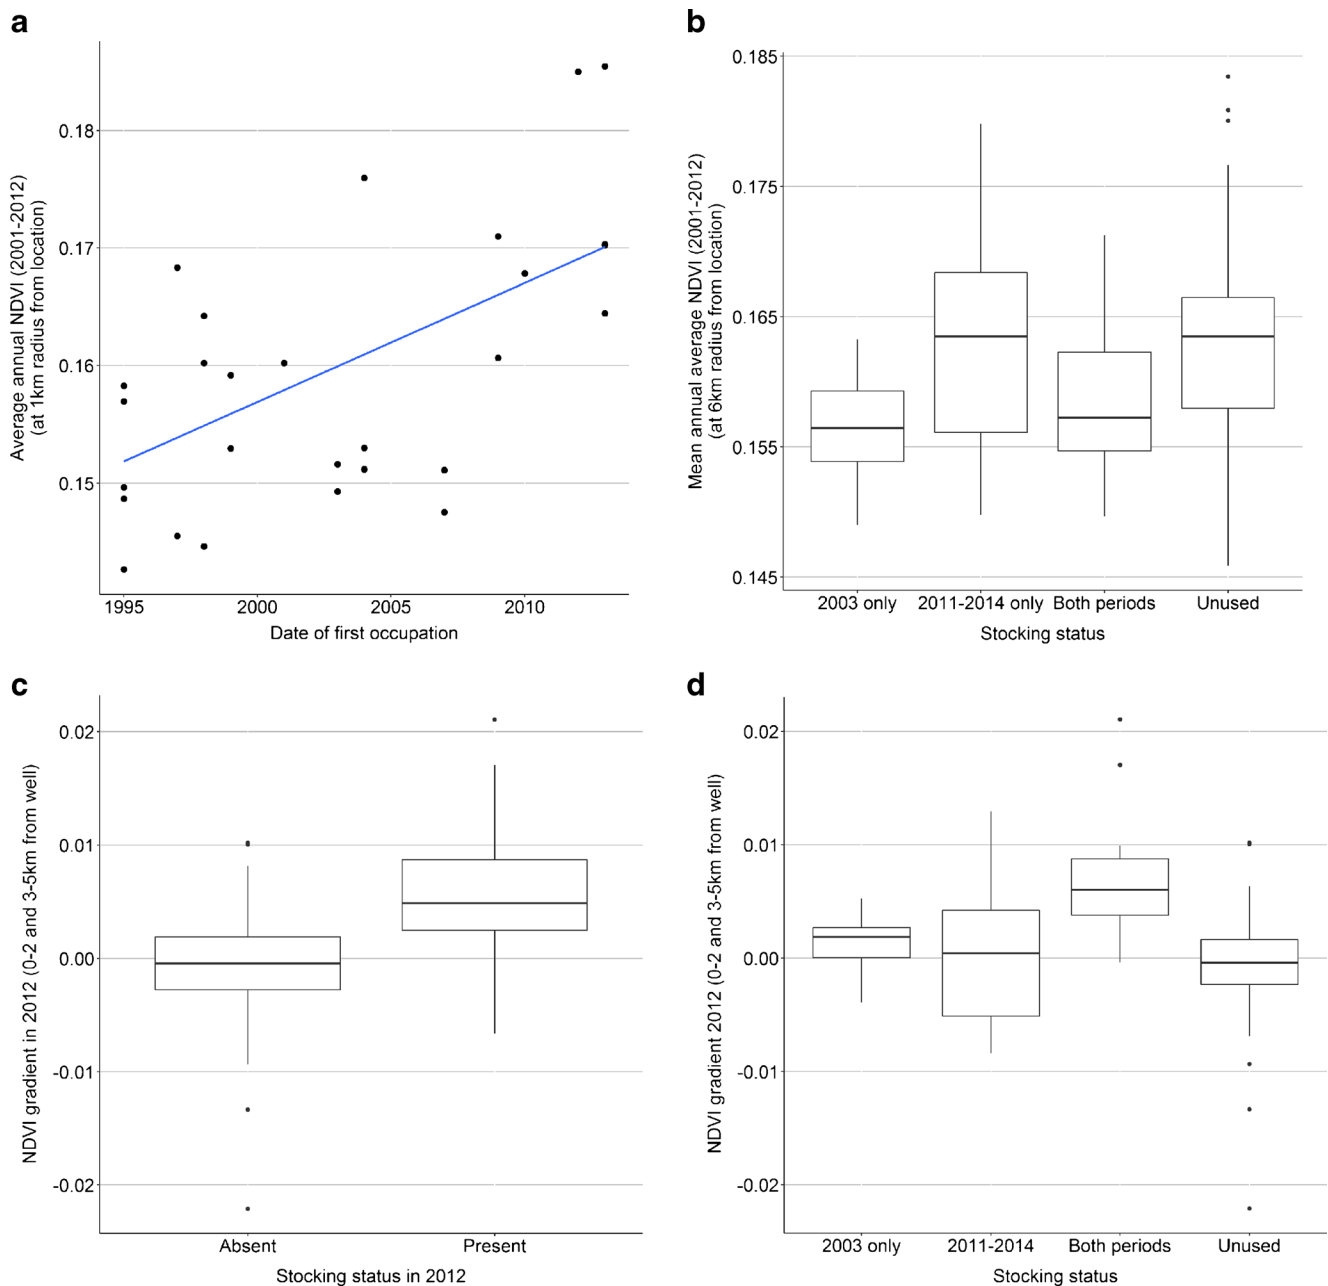 a
Average annual NDVI (2001-2012)
(at 1km radius from location)
0.18
0.17
0.16
0.15
1995 2000 2005 2010
Date of first occupation
b
Mean annual average NDVI (2001-2012)
(at 6km radius from location)
0.185
0.175
0.165
0.155
0.145
2003 only 2011-2014 only Both periods Unused
Stocking status
c
NDVI gradient in 2012 (0-2 and 3-5km from well)
0.02
0.01
0.00
-0.01
-0.02
Absent Present
Stocking status in 2012
d
NDVI gradient 2012 (0-2 and 3-5km from well)
0.02
0.01
0.00
-0.01
-0.02
2003 only 2011-2014 Both periods Unused
Stocking status